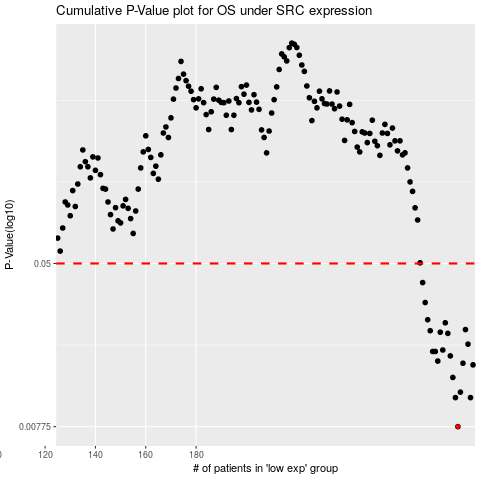 Cumulative P-Value plot for OS under SRC expression
P-Value(log10)
0.05
0.00775
0
120
140
160
180
# of patients in 'low exp' group